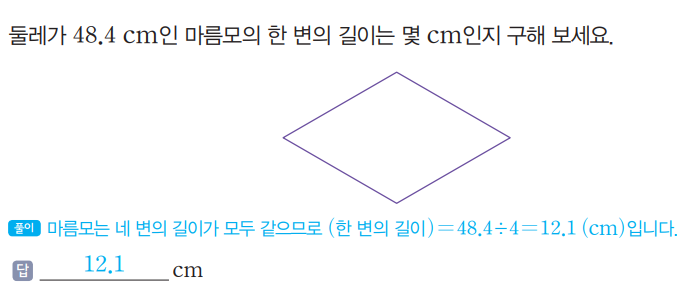 둘레가 48.4 cm인 마름모의 한 변의 길이는 몇 cm인지 구해 보세요.
풀이 마름모는 네 변의 길이가 모두 같으므로 (한 변의 길이)=48.4÷4=12.1 (cm)입니다.
답 12.1 cm